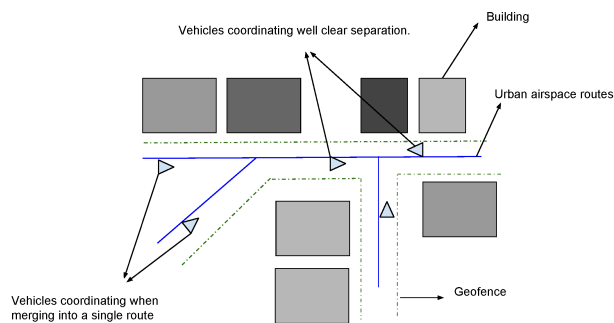 Building
Vehicles coordinating well clear separation.
Urban airspace routes
Geofence
Vehicles coordinating when
merging into a single route